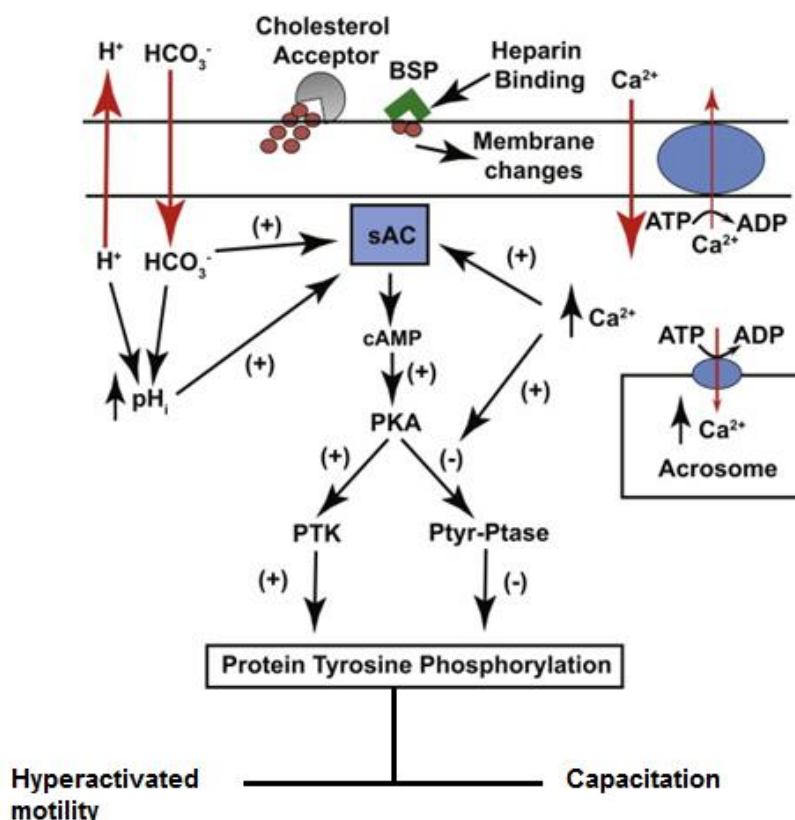 Cholesterol
Acceptor
H⁺
HCO₃⁻
BSP
Heparin
Binding
Ca²⁺
Membrane
changes
ATP
ADP
Ca²⁺
H⁺
HCO₃⁻
(+)
sAC
(+)
Ca²⁺
pHᵢ
(+)
cAMP
(+)
(+)
PKA
ATP
ADP
Ca²⁺
Acrosome
(+)
(-)
PTK
Ptyr-Ptase
(+)
(-)
Protein Tyrosine Phosphorylation
Hyperactivated
motility
Capacitation